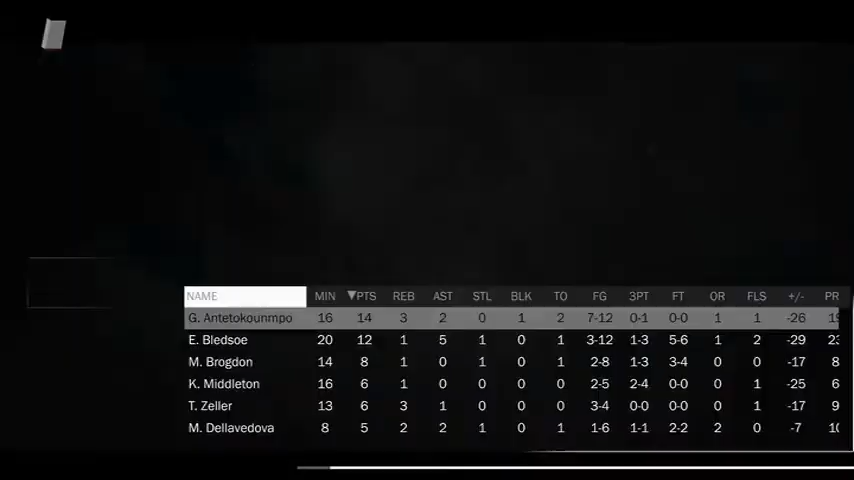 NAME MIN ▼PTS REB AST STL BLK TO FG 3PT FT OR FLS +/- PR
G. Antetokounmpo 16 14 3 2 0 1 2 7-12 0-1 0-0 1 1 -26
E. Bledsoe 20 12 1 5 1 0 1 3-12 1-3 5-6 1 2 -29
M. Brogdon 14 8 1 0 1 0 1 2-8 1-3 3-4 0 0 -17 8
K. Middleton 16 6 1 0 0 0 0 2-5 2-4 0-0 0 1 -25 6
T. Zeller 13 6 3 1 0 0 0 3-4 0-0 0-0 0 1 -17 9
M. Dellavedova 8 5 2 2 1 0 1 1-6 1-1 2-2 2 0 -7